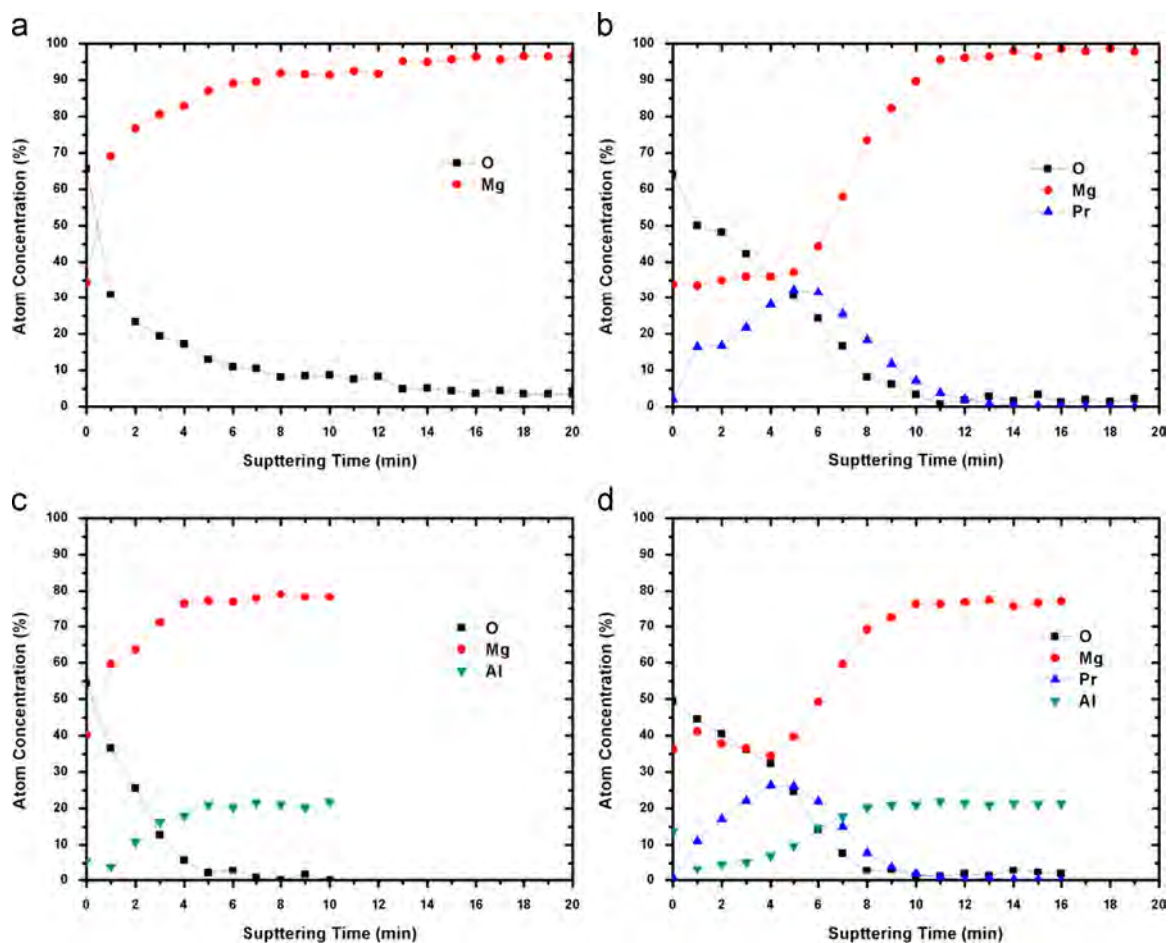 a
100
90
80
70
60
50
40
30
20
10
0
Atom Concentration (%)
O
Mg
0 2 4 6 8 10 12 14 16 18 20
Supttering Time (min)
b
100
90
80
70
60
50
40
30
20
10
0
Atom Concentration (%)
O
Mg
Pr
0 2 4 6 8 10 12 14 16 18 20
Supttering Time (min)
c
100
90
80
70
60
50
40
30
20
10
0
Atom Concentration (%)
O
Mg
Al
0 2 4 6 8 10 12 14 16 18 20
Supttering Time (min)
d
100
90
80
70
60
50
40
30
20
10
0
Atom Concentration (%)
O
Mg
Pr
Al
0 2 4 6 8 10 12 14 16 18 20
Supttering Time (min)